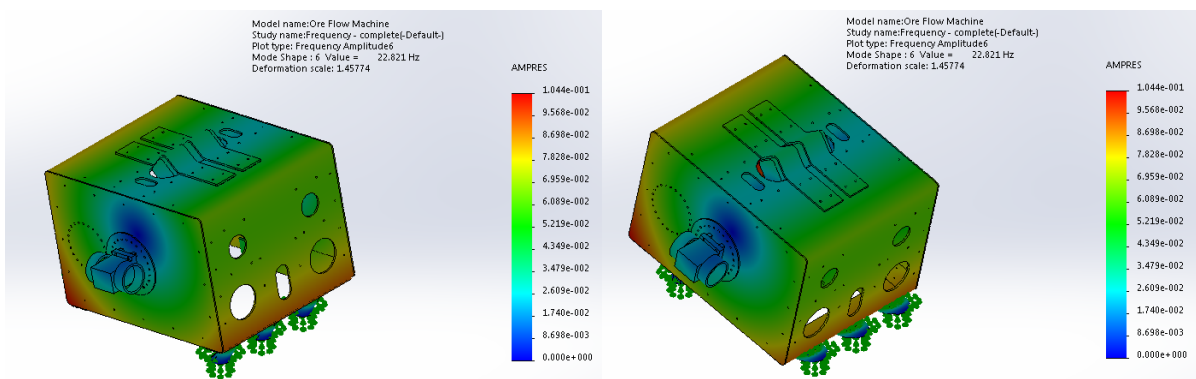 Model name:Ore Flow Machine
Study name:Frequency - complete(-Default-)
Plot type: Frequency Amplitude6
Mode Shape : 6 Value = 22.821 Hz
Deformation scale: 1.45774
AMPRES
1.044e-001
9.568e-002
8.698e-002
7.828e-002
6.959e-002
6.089e-002
5.219e-002
4.349e-002
3.479e-002
2.609e-002
1.740e-002
8.698e-003
0.000e+000
Model name:Ore Flow Machine
Study name:Frequency - complete(-Default-)
Plot type: Frequency Amplitude6
Mode Shape : 6 Value = 22.821 Hz
Deformation scale: 1.45774
AMPRES
1.044e-001
9.568e-002
8.698e-002
7.828e-002
6.959e-002
6.089e-002
5.219e-002
4.349e-002
3.479e-002
2.609e-002
1.740e-002
8.698e-003
0.000e+000